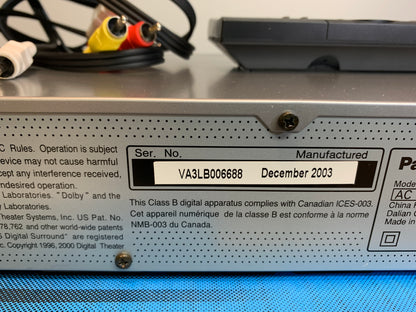 C Rules. Operation is subject
device may not cause harmful
cept any interference received,
ndesired operation.
Laboratories. "Dolby" and the
Laboratories.
Theater Systems, Inc. US Pat. No.
78,762 and other world-wide patents
Digital Surround" are registered
c. Copyright 1996, 2000 Digital Theater
Ser. No. Manufactured
VA3LB006688 December 2003
This Class B digital apparatus complies with Canadian ICES-003.
Cet appareil numérique de la classe B est conforme à la norme
NMB-003 du Canada.
Pa
Model
AC
China
Dalian